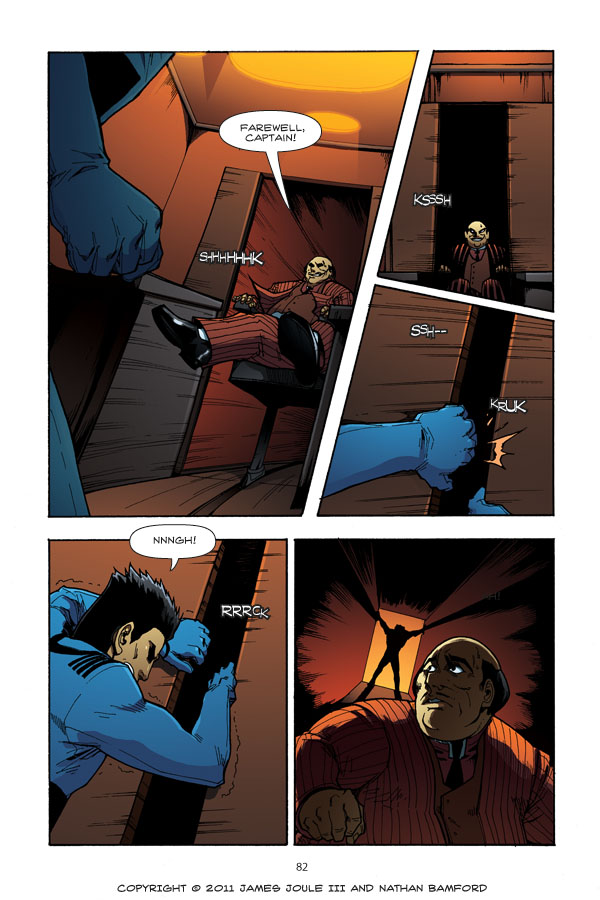 FAREWELL,
CAPTAIN!
SHHHHHHK
KSSSH
SSH--
KRUK
NNNGH!
RRRCK
82
COPYRIGHT © 2011 JAMES JOULE III AND NATHAN BAMFORD